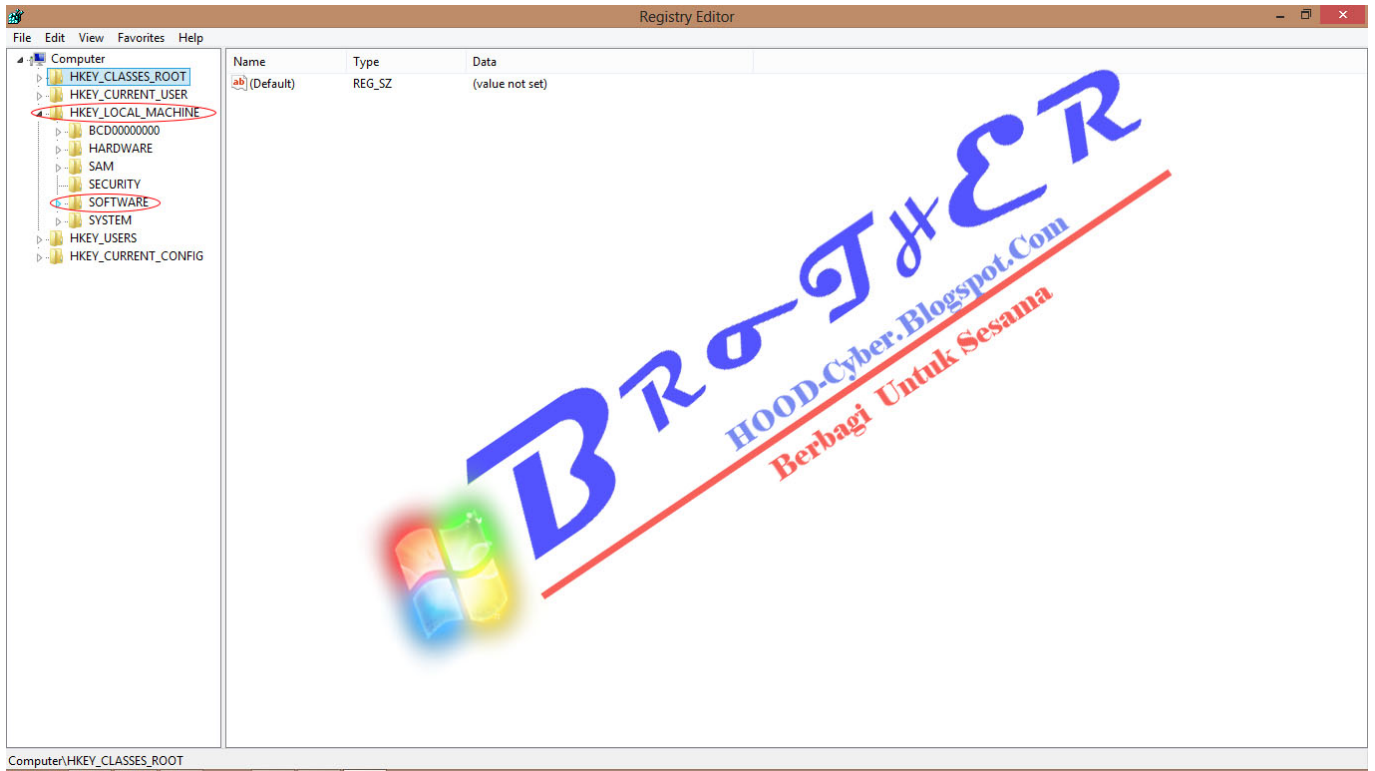 Registry Editor
File Edit View Favorites Help
Computer
HKEY_CLASSES_ROOT
HKEY_CURRENT_USER
HKEY_LOCAL_MACHINE
BCD00000000
HARDWARE
SAM
SECURITY
SOFTWARE
SYSTEM
HKEY_USERS
HKEY_CURRENT_CONFIG
Name Type Data
ab (Default) REG_SZ (value not set)
BROTHER
HOOD-Cyber.Blogspot.Com
Berbagi Untuk Sesama
Computer\HKEY_CLASSES_ROOT